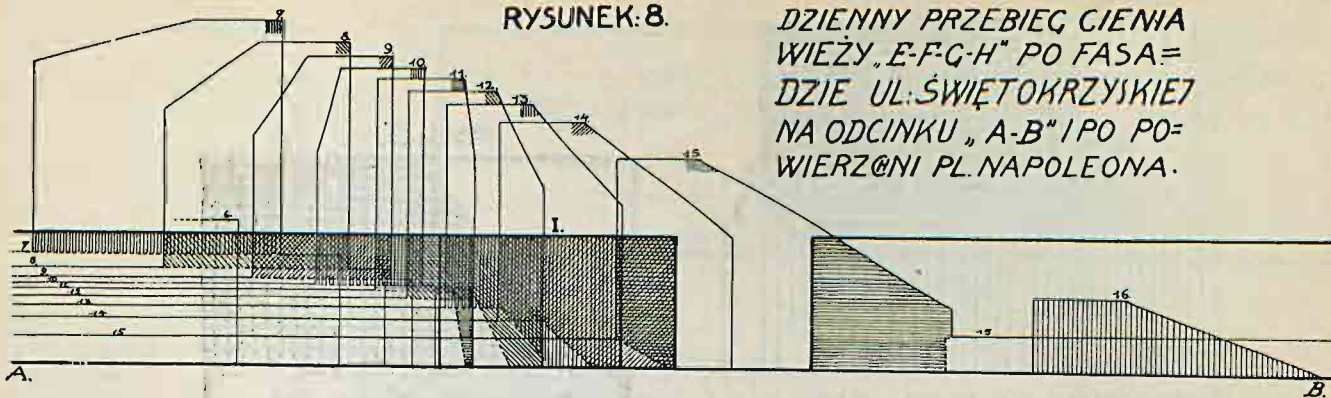 RYSUNEK: 8.
DZIENNY PRZEBIEG CIENIA
WIEŻY „E-F-G-H" PO FASA=
DZIE UL: ŚWIĘTOKRZYSKIEJ
NA ODCINKU „A-B" I PO PO=
WIERZCHNI PL. NAPOLEONA.
7
8
9
10
11
12
13
14
15
6
I.
7.
8
9
10
11
12
13
14
15
15
16
A.
B.